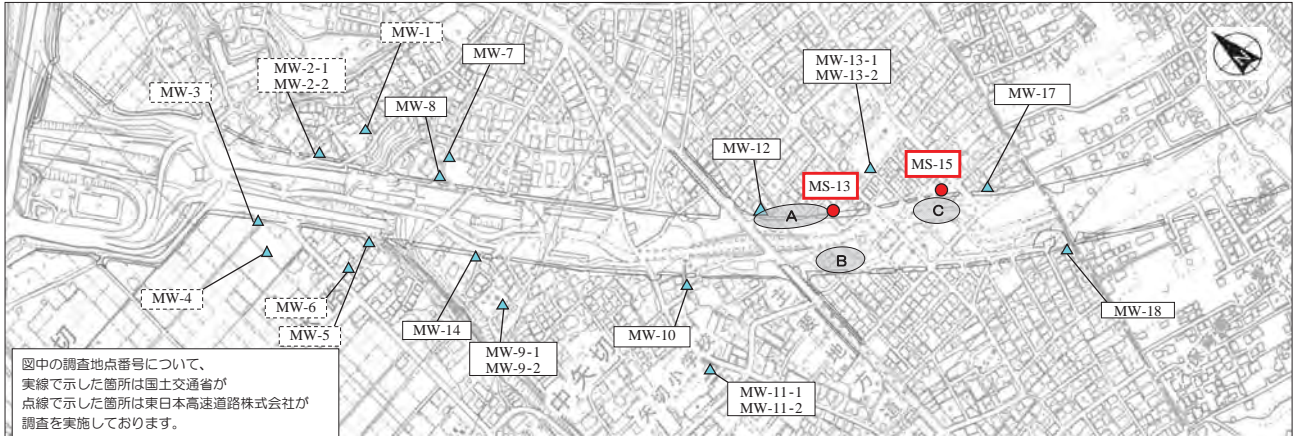 MW-1
MW-2-1
MW-2-2
MW-7
MW-3
MW-8
MW-13-1
MW-13-2
MW-17
MS-15
MW-12
MS-13
A
C
B
N
MW-4
MW-6
MW-5
MW-14
MW-9-1
MW-9-2
MW-10
MW-11-1
MW-11-2
MW-18
図中の調査地点番号について、
実線で示した箇所は国土交通省が
点線で示した箇所は東日本高速道路株式会社が
調査を実施しております。